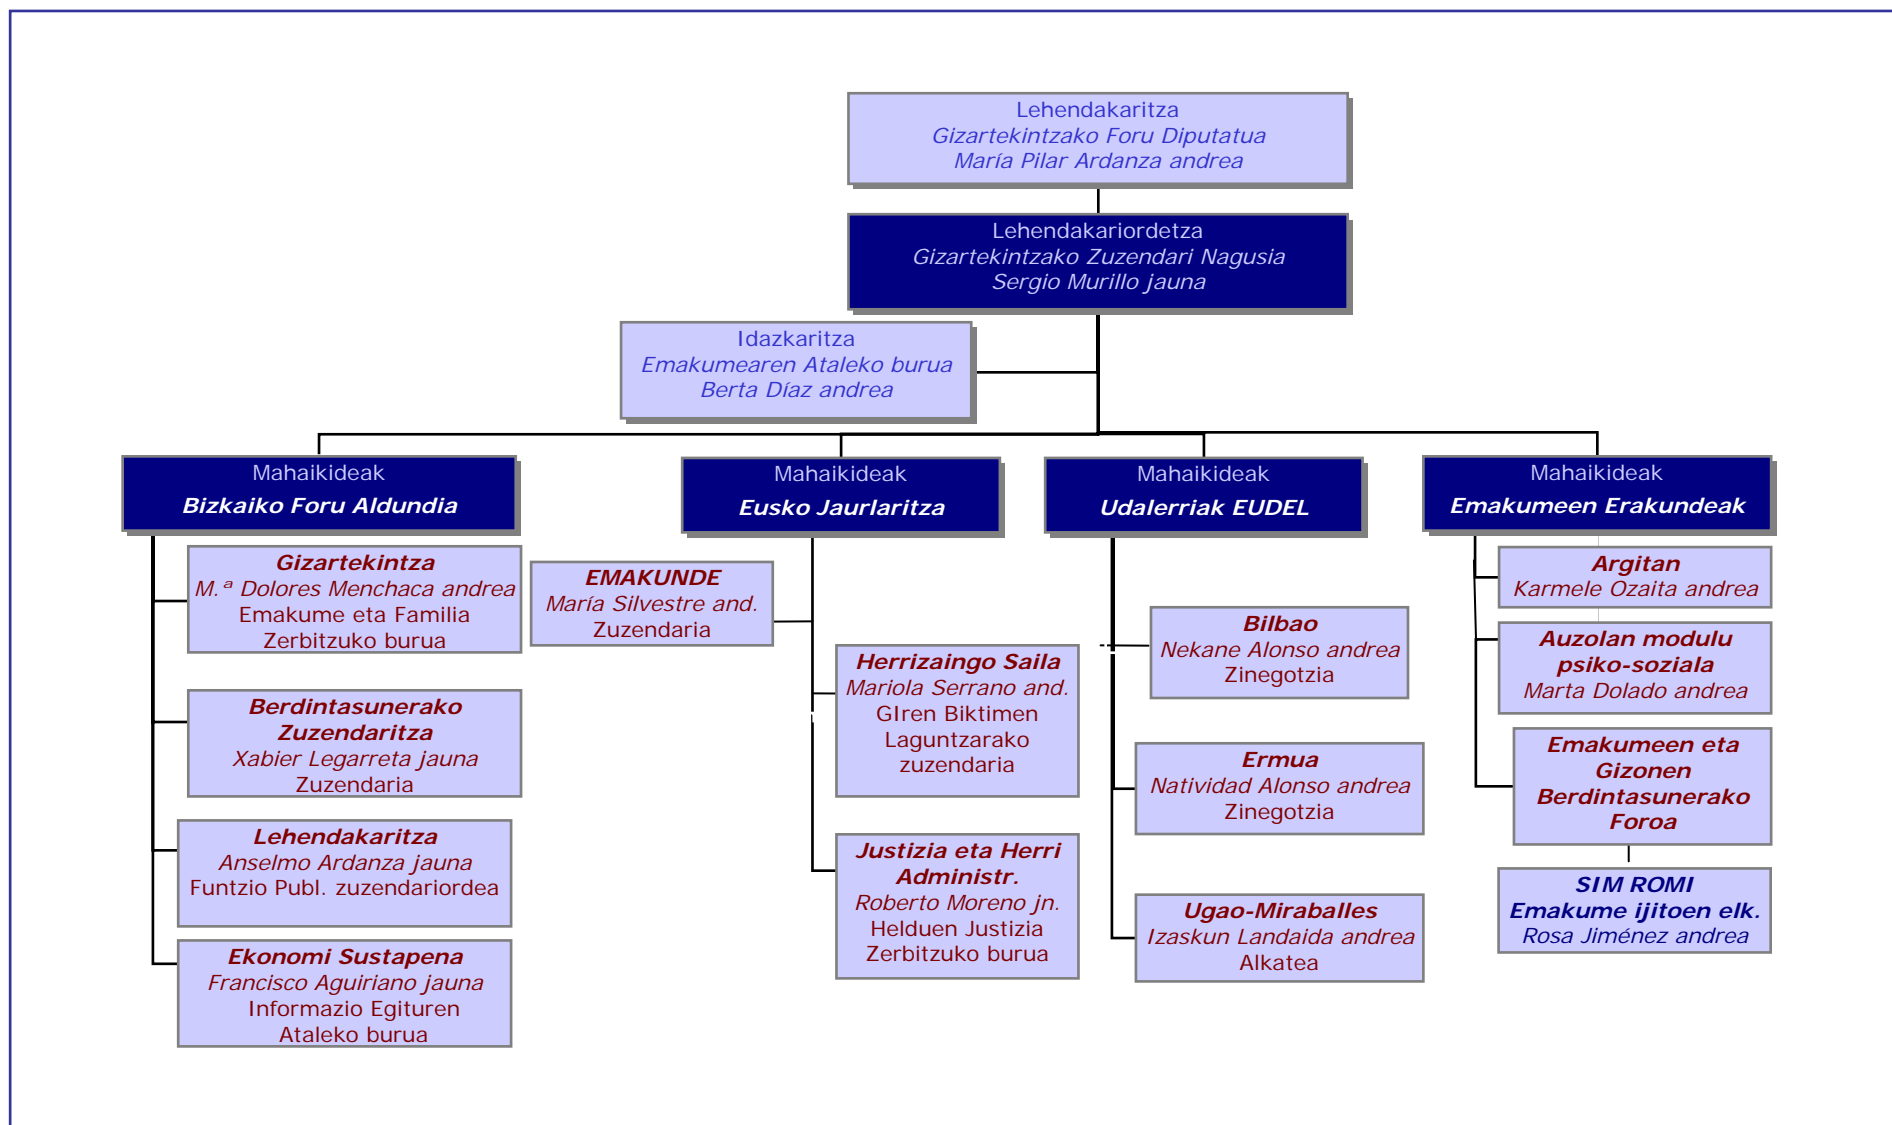 Lehendakaritza
Gizartekintzako Foru Diputatua
María Pilar Ardanza andrea
Lehendakariordetza
Gizartekintzako Zuzendari Nagusia
Sergio Murillo jauna
Idazkaritza
Emakumearen Ataleko burua
Berta Díaz andrea
Mahaikideak
Bizkaiko Foru Aldundia
Gizartekintza
M.ª Dolores Menchaca andrea
Emakume eta Familia
Zerbitzuko burua
Berdintasunerako
Zuzendaritza
Xabier Legarreta jauna
Zuzendaria
Lehendakaritza
Anselmo Ardanza jauna
Funtzio Publ. zuzendariordea
Ekonomi Sustapena
Francisco Aguiriano jauna
Informazio Egituren
Ataleko burua
Mahaikideak
Eusko Jaurlaritza
EMAKUNDE
María Silvestre and.
Zuzendaria
Herrizaingo Saila
Mariola Serrano and.
GIren Biktimen
Laguntzarako
zuzendaria
Justizia eta Herri
Administr.
Roberto Moreno jn.
Helduen Justizia
Zerbitzuko burua
Mahaikideak
Udalerriak EUDEL
Bilbao
Nekane Alonso andrea
Zinegotzia
Ermua
Natividad Alonso andrea
Zinegotzia
Ugao-Miraballes
Izaskun Landaida andrea
Alkatea
Mahaikideak
Emakumeen Erakundeak
Argitan
Karmele Ozaita andrea
Auzolan modulu
psiko-soziala
Marta Dolado andrea
Emakumeen eta
Gizonen
Berdintasunerako
Foroa
SIM ROMI
Emakume ijitoen elk.
Rosa Jiménez andrea